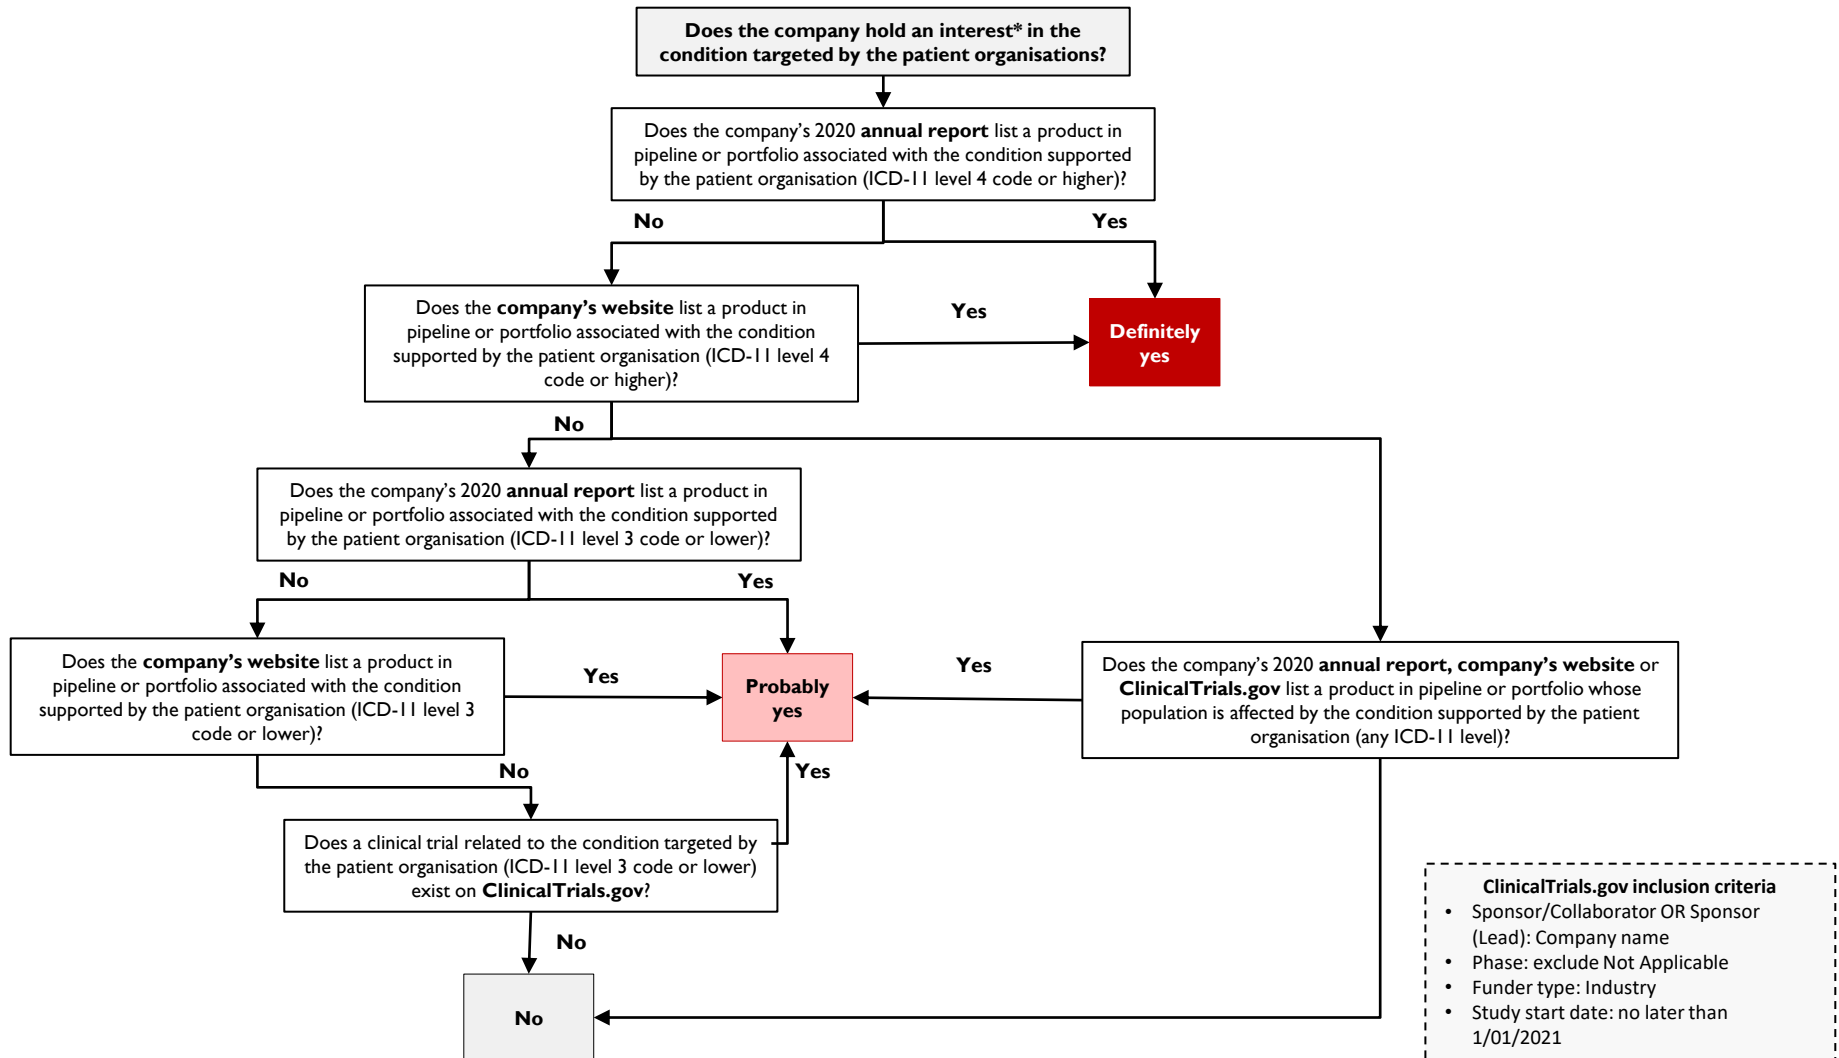 Does the company hold an interest* in the
condition targeted by the patient organisations?
Does the company's 2020 annual report list a product in
pipeline or portfolio associated with the condition supported
by the patient organisation (ICD-11 level 4 code or higher)?
No
Yes
Does the company's website list a product in
pipeline or portfolio associated with the condition
supported by the patient organisation (ICD-11 level 4
code or higher)?
Yes
Definitely
yes
No
Does the company's 2020 annual report list a product in
pipeline or portfolio associated with the condition supported
by the patient organisation (ICD-11 level 3 code or lower)?
No
Yes
Does the company's website list a product in
pipeline or portfolio associated with the condition
supported by the patient organisation (ICD-11 level 3
code or lower)?
Yes
Probably
yes
Yes
Does the company's 2020 annual report, company's website or
ClinicalTrials.gov list a product in pipeline or portfolio whose
population is affected by the condition supported by the patient
organisation (any ICD-11 level)?
No
Yes
Does a clinical trial related to the condition targeted by
the patient organisation (ICD-11 level 3 code or lower)
exist on ClinicalTrials.gov?
No
No
ClinicalTrials.gov inclusion criteria
• Sponsor/Collaborator OR Sponsor
(Lead): Company name
• Phase: exclude Not Applicable
• Funder type: Industry
• Study start date: no later than
1/01/2021